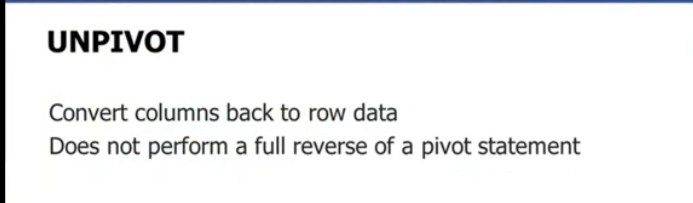 UNPIVOT
Convert columns back to row data
Does not perform a full reverse of a pivot statement